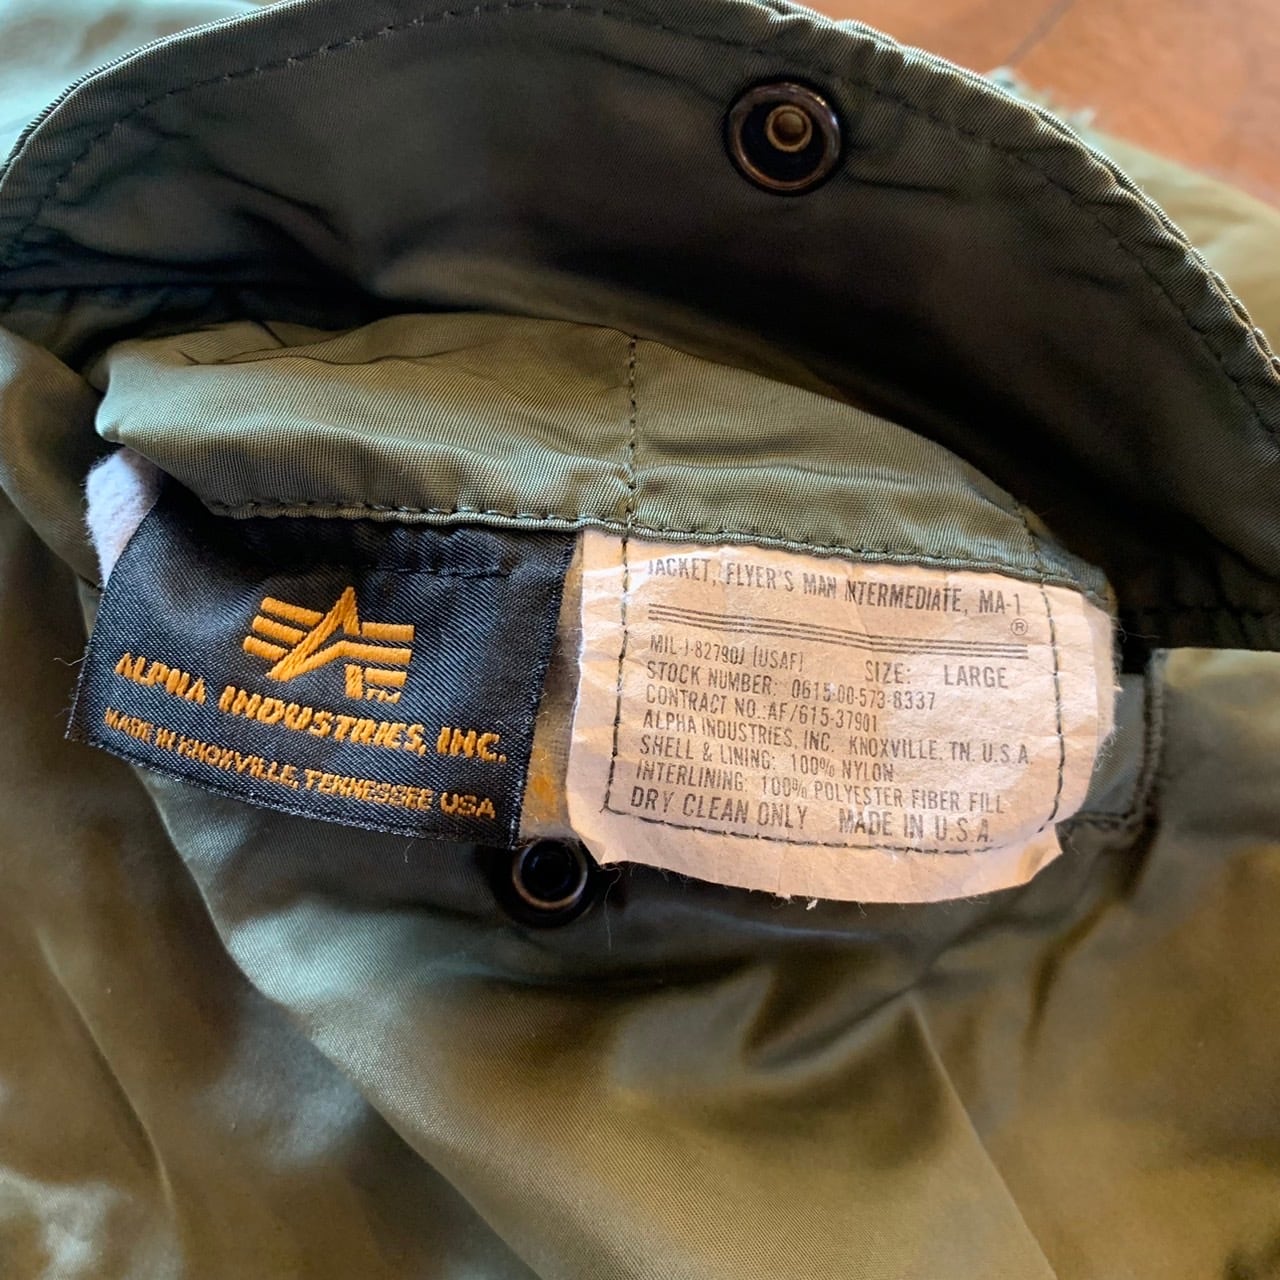 ALPHA INDUSTRIES, INC.
MADE IN KNOXVILLE, TENNESSEE USA
JACKET, FLYER'S MAN NTERMEDIATE, MA-1
®
MIL-J-8279DJ (USAF) SIZE: LARGE
STOCK NUMBER: 0615-00-573-8337
CONTRACT NO.:AF/615-37901
ALPHA INDUSTRIES, INC. KNOXVILLE, TN. U.S.A.
SHELL & LINING: 100% NYLON
INTERLINING: 100% POLYESTER FIBER FILL
DRY CLEAN ONLY MADE IN U.S.A.